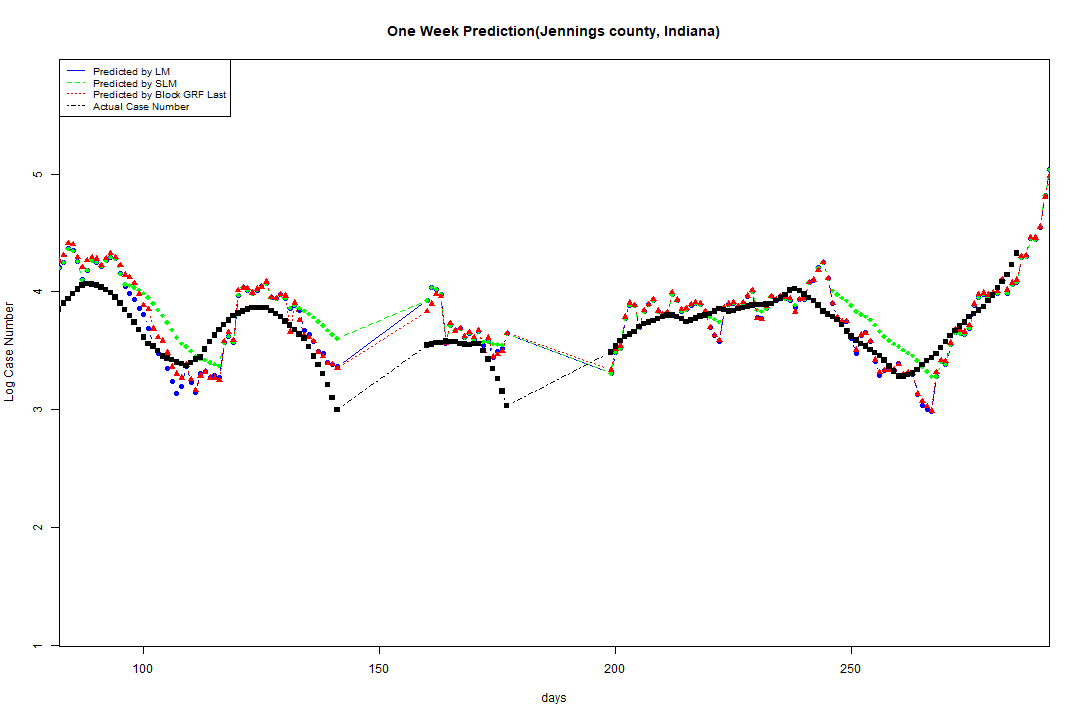 One Week Prediction(Jennings county, Indiana)
Predicted by LM
Predicted by SLM
Predicted by Block GRF Last
Actual Case Number
Log Case Number
5
4
3
2
1
100
150
200
250
days